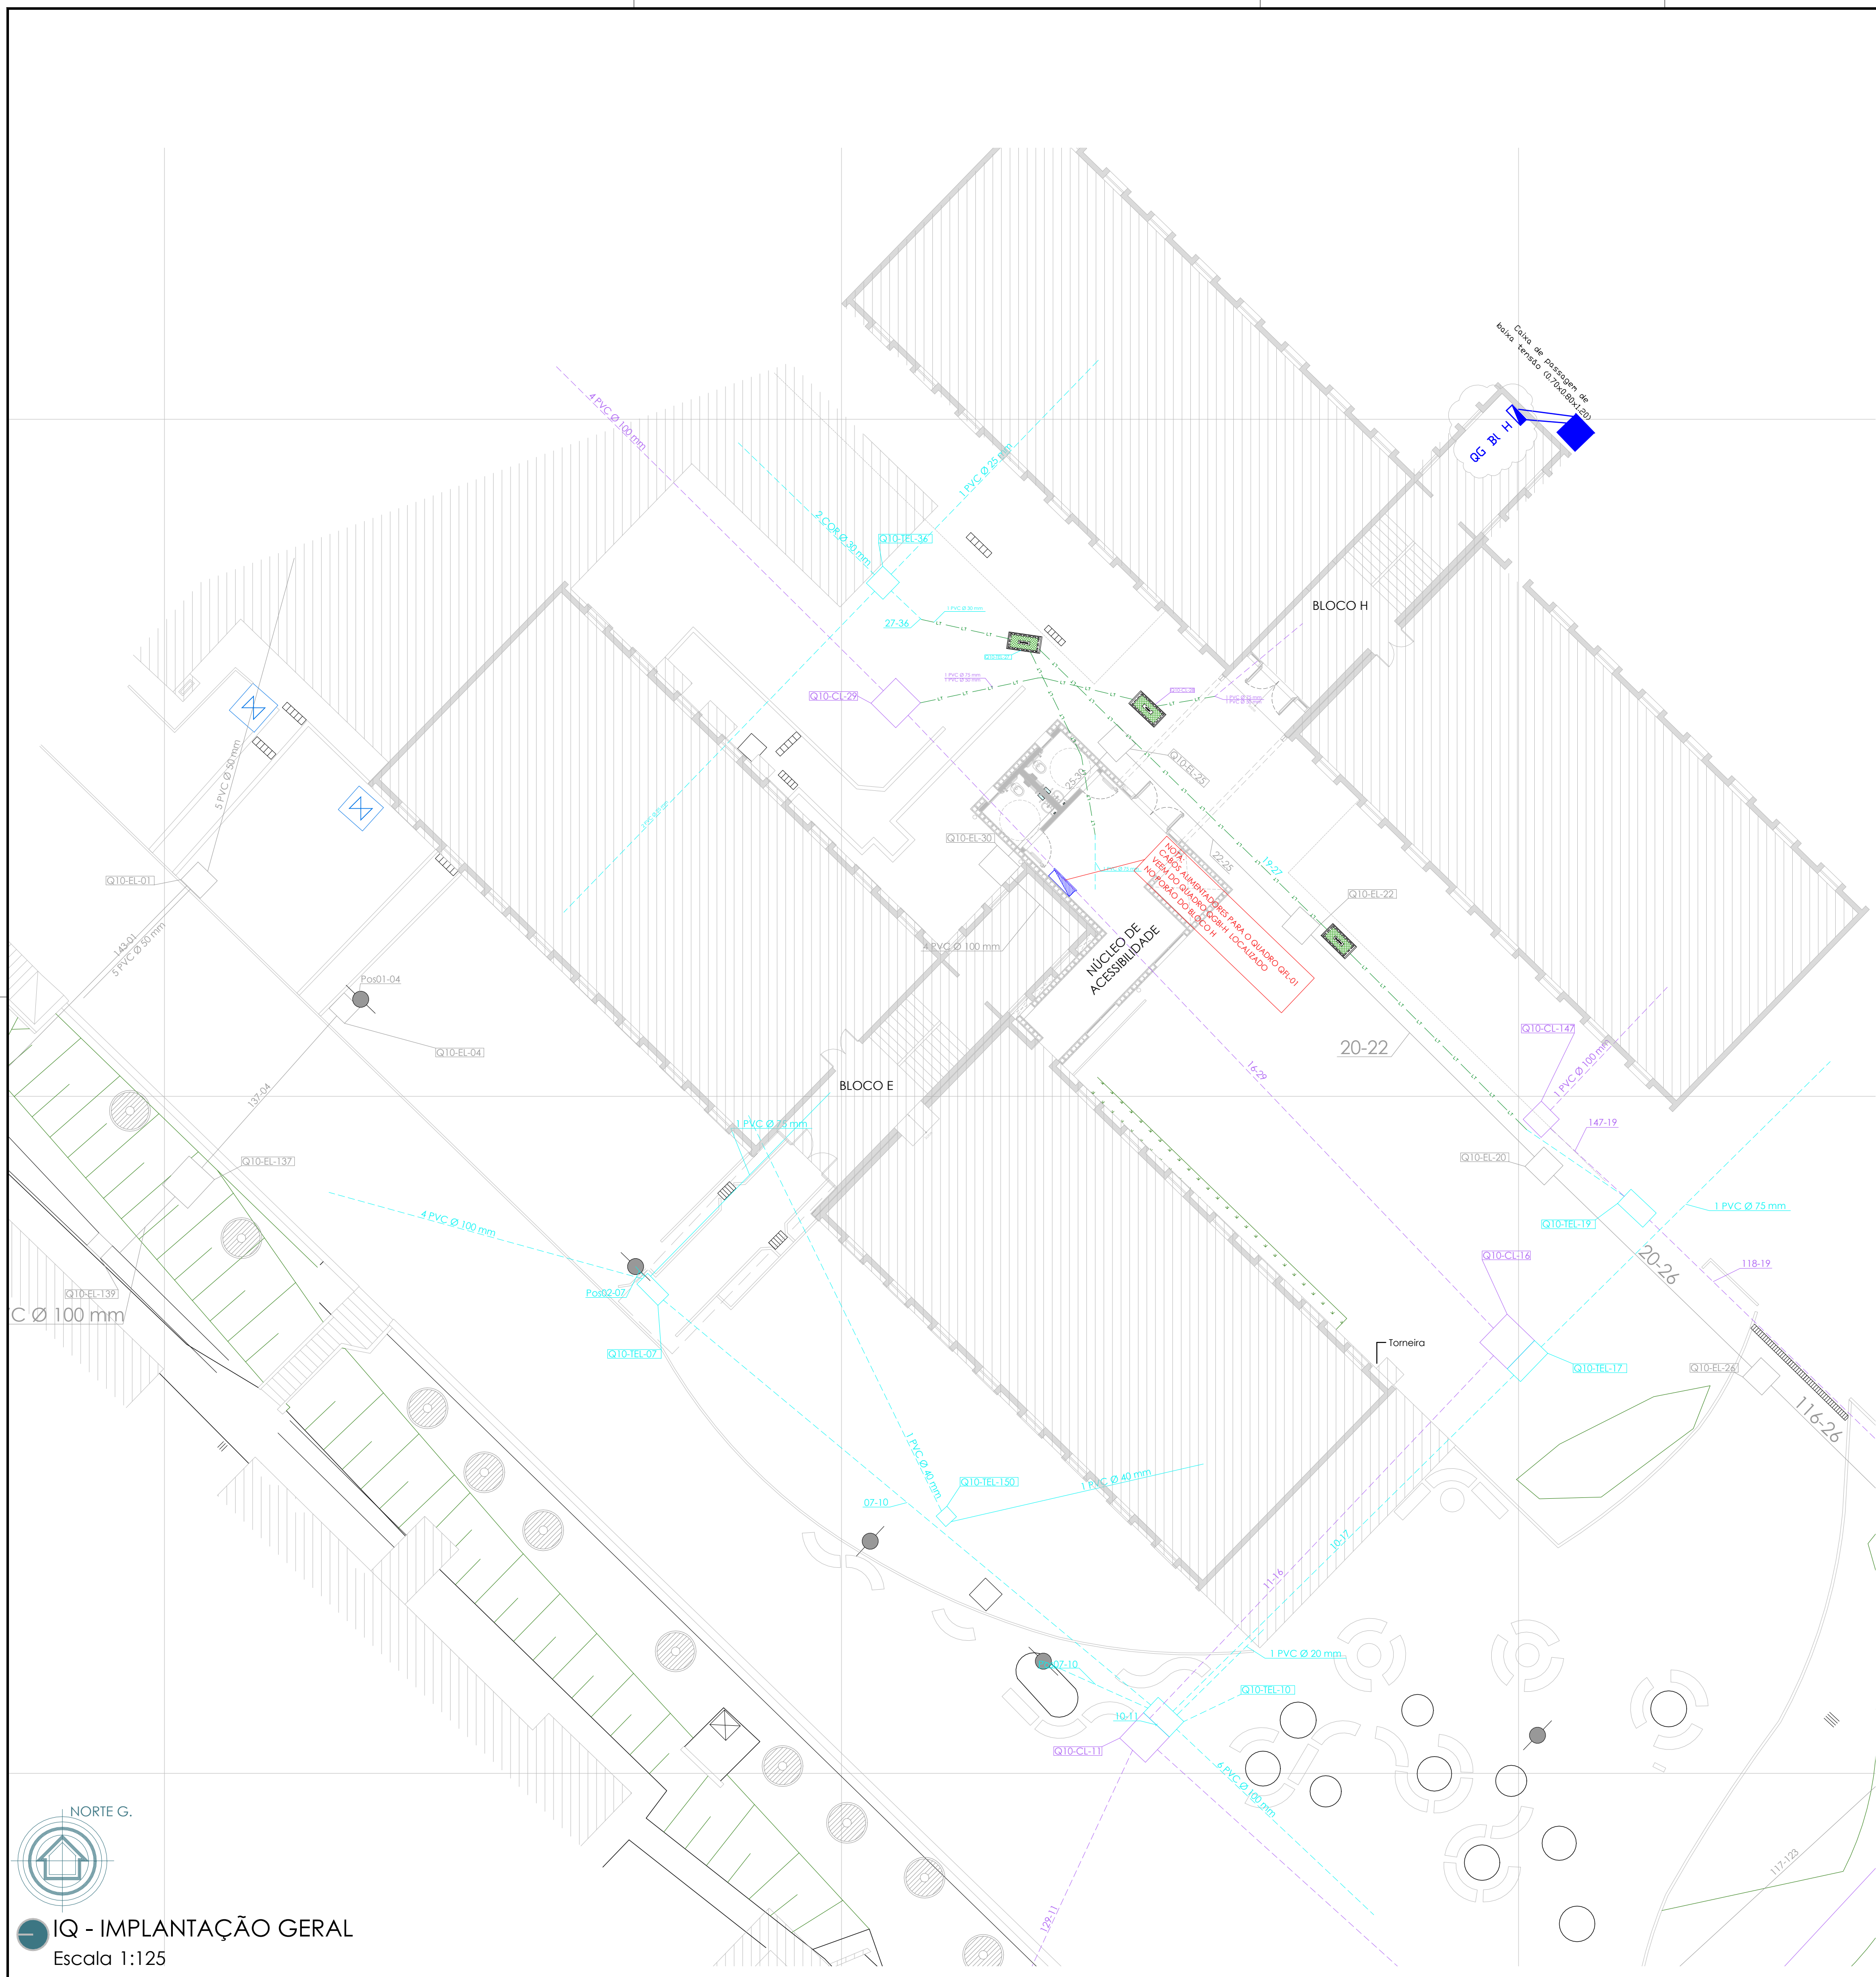 Caixa de passagem de
baixa tensão (0.70x0.80x1.20)
QG Bl H
4 PVC Ø 100 mm
1 PVC Ø 25 mm
2 COR Ø 30 mm
Q10-TEL-36
27-36
BLOCO H
5 PVC Ø 50 mm
Q10-CL-29
Q10-EL-25
25-30
Q10-EL-30
Q10-EL-01
143-01
5 PVC Ø 50 mm
22-25
19-27
NOTA:
CABOS ALIMENTADORES PARA O QUADRO QFL-01
VEEM DO QUADRO QGBl-H LOCALIZADO
NO PORÃO DO BLOCO H
Q10-EL-22
4 PVC Ø 100 mm
NÚCLEO DE
ACESSIBILIDADE
Pos01-04
Q10-EL-04
Q10-CL-147
1 PVC Ø 100 mm
20-22
16-29
BLOCO E
137-04
1 PVC Ø 75 mm
147-19
Q10-EL-137
Q10-EL-20
4 PVC Ø 100 mm
1 PVC Ø 75 mm
Q10-TEL-19
Q10-CL-16
20-26
118-19
Q10-EL-139
C Ø 100 mm
Pos02-07
Q10-TEL-07
Torneira
Q10-TEL-17
Q10-EL-26
116-26
1 PVC Ø 40 mm
Q10-TEL-150
1 PVC Ø 40 mm
07-10
10-17
11-16
1 PVC Ø 20 mm
07-10
Q10-TEL-10
10-11
Q10-CL-11
6 PVC Ø 100 mm
NORTE G.
117-123
129-11
IQ - IMPLANTAÇÃO GERAL
Escala 1:125